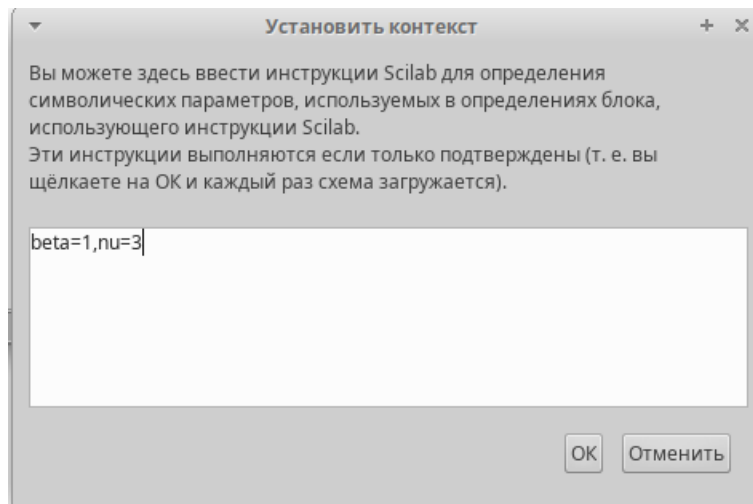 Установить контекст
Вы можете здесь ввести инструкции Scilab для определения
символических параметров, используемых в определениях блока,
использующего инструкции Scilab.
Эти инструкции выполняются если только подтверждены (т. е. вы
щёлкаете на ОК и каждый раз схема загружается).
beta=1,nu=3
ОК Отменить